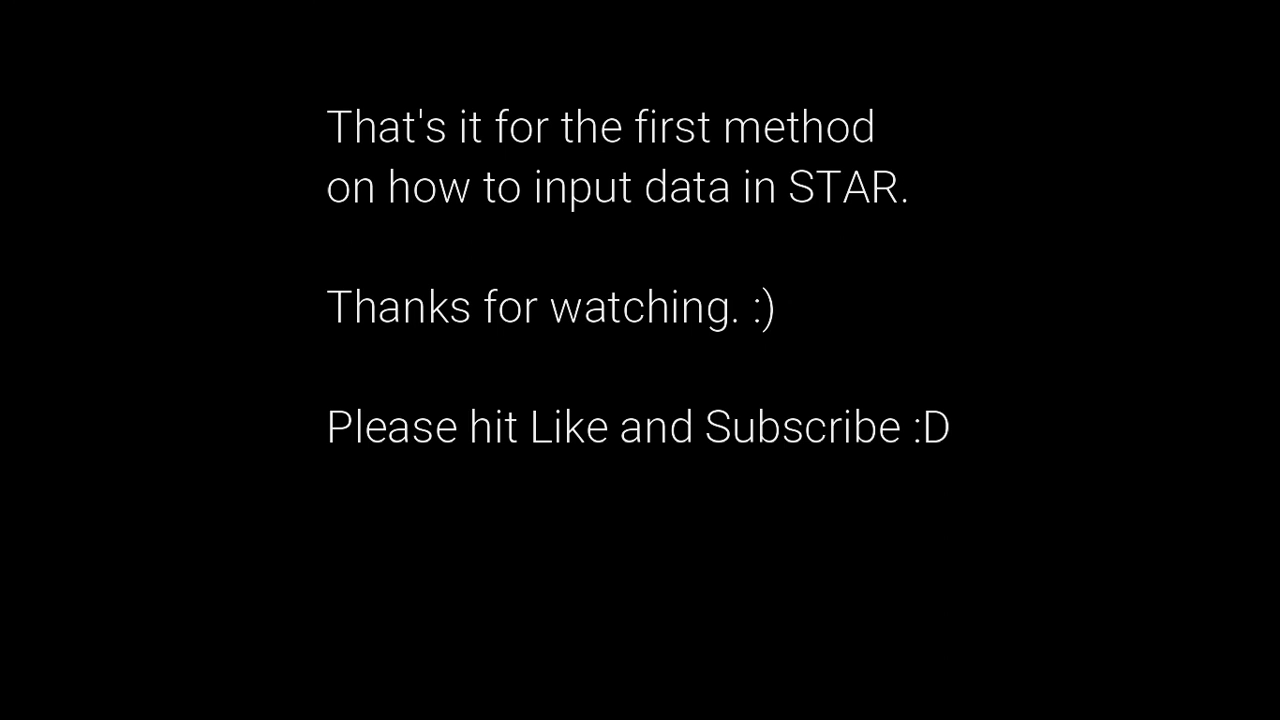 That's it for the first method
on how to input data in STAR.
Thanks for watching. :)
Please hit Like and Subscribe :D